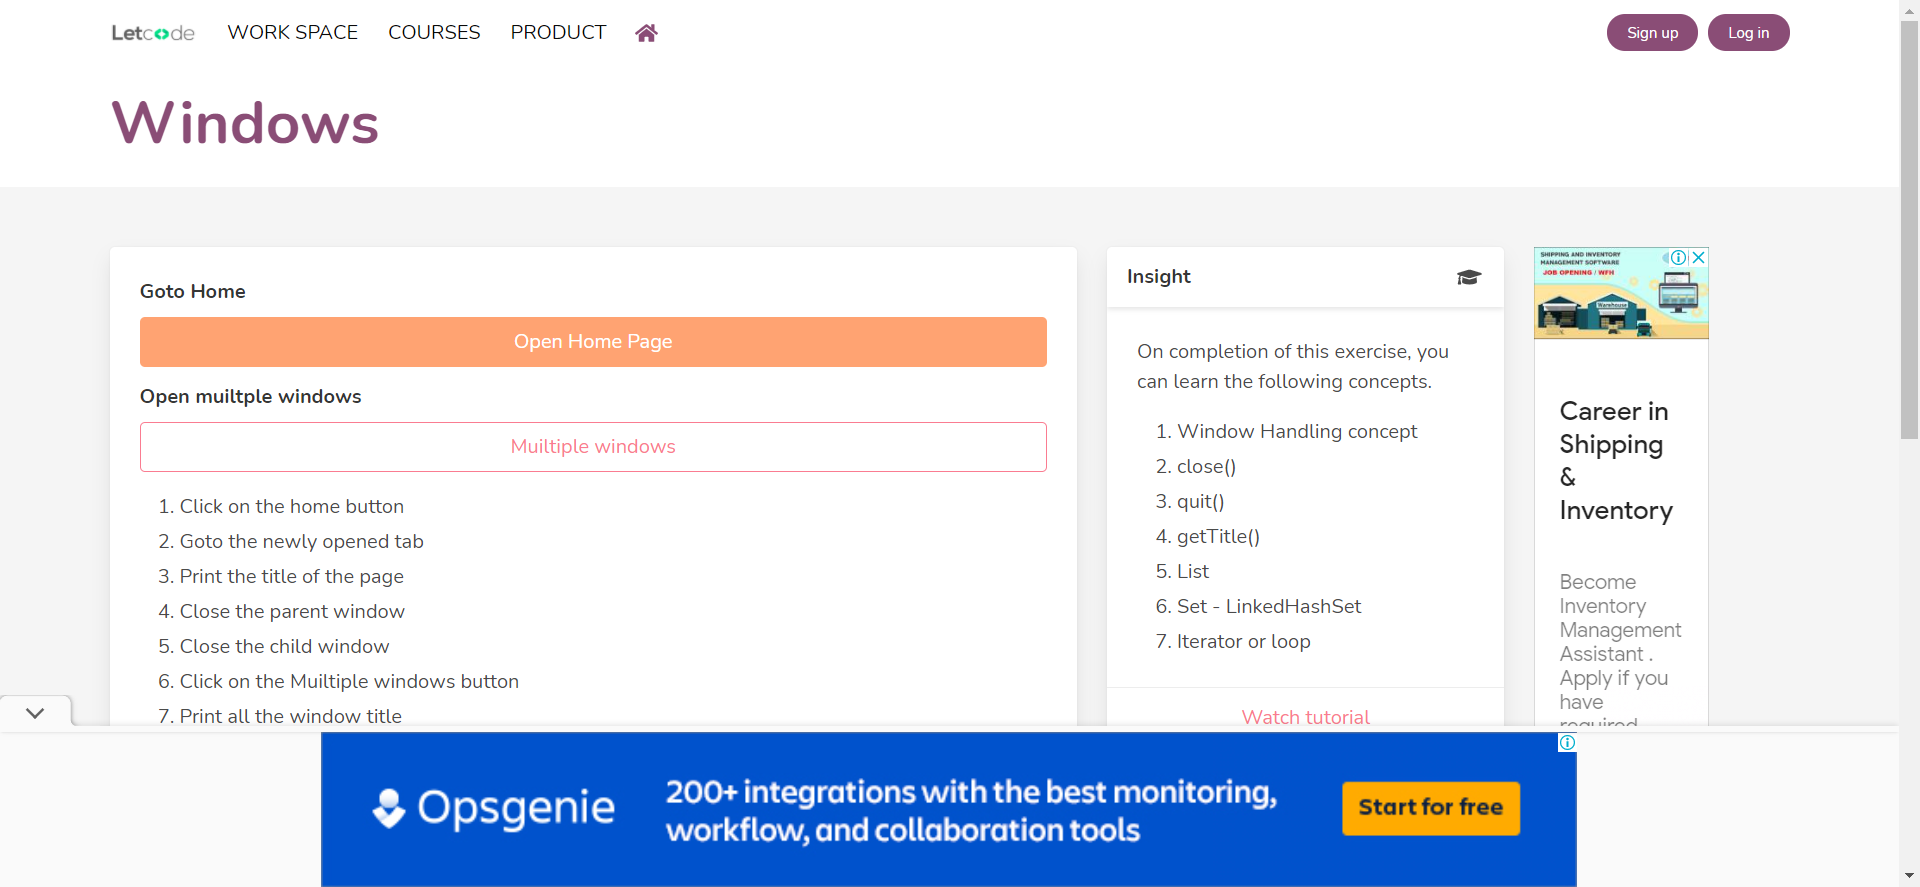 Letcode WORK SPACE COURSES PRODUCT Sign up Log in
Windows
Goto Home
Open Home Page
Open muiltple windows
Muiltiple windows
1. Click on the home button
2. Goto the newly opened tab
3. Print the title of the page
4. Close the parent window
5. Close the child window
6. Click on the Muiltiple windows button
7. Print all the window title
Insight
On completion of this exercise, you
can learn the following concepts.
1. Window Handling concept
2. close()
3. quit()
4. getTitle()
5. List
6. Set - LinkedHashSet
7. Iterator or loop
Watch tutorial
SHIPPING AND INVENTORY
MANAGEMENT SOFTWARE
JOB OPENING / WFH
Warehouse
Career in
Shipping
&
Inventory
Become
Inventory
Management
Assistant .
Apply if you
have
required
Opsgenie
200+ integrations with the best monitoring,
workflow, and collaboration tools
Start for free